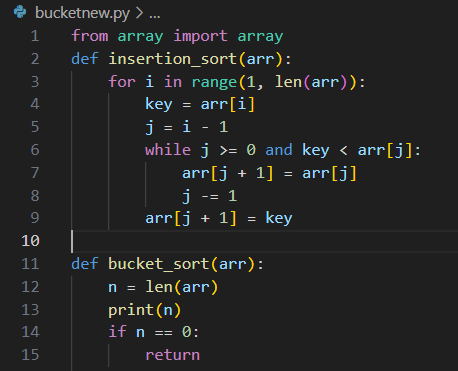 bucketnew.py > ...
1 from array import array
2 def insertion_sort(arr):
3     for i in range(1, len(arr)):
4         key = arr[i]
5         j = i - 1
6         while j >= 0 and key < arr[j]:
7             arr[j + 1] = arr[j]
8             j -= 1
9         arr[j + 1] = key
10
11 def bucket_sort(arr):
12     n = len(arr)
13     print(n)
14     if n == 0:
15         return